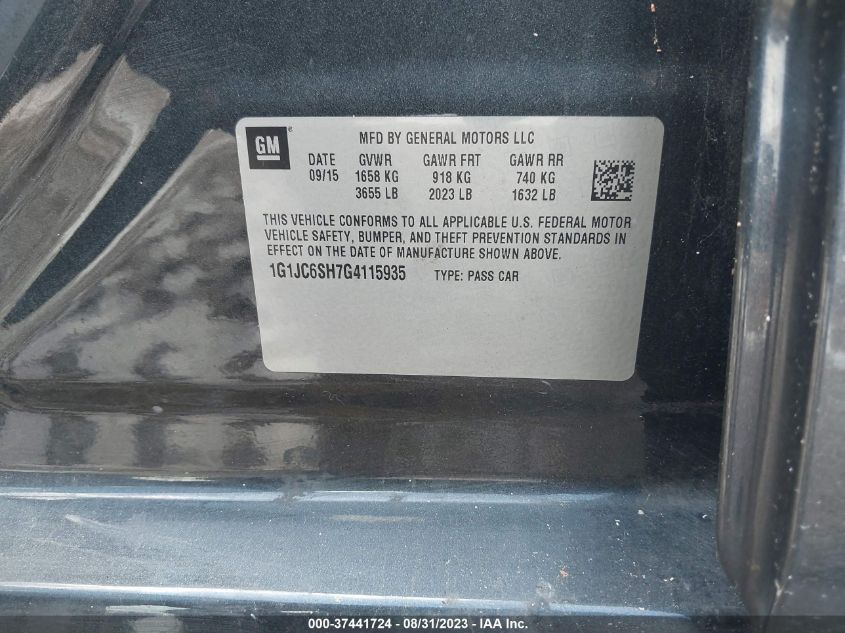 GM ®
MFD BY GENERAL MOTORS LLC
DATE GVWR GAWR FRT GAWR RR
09/15 1658 KG 918 KG 740 KG
3655 LB 2023 LB 1632 LB
THIS VEHICLE CONFORMS TO ALL APPLICABLE U.S. FEDERAL MOTOR
VEHICLE SAFETY, BUMPER, AND THEFT PREVENTION STANDARDS IN
EFFECT ON THE DATE OF MANUFACTURE SHOWN ABOVE.
1G1JC6SH7G4115935 TYPE: PASS CAR
000-37441724 - 08/31/2023 - IAA Inc.